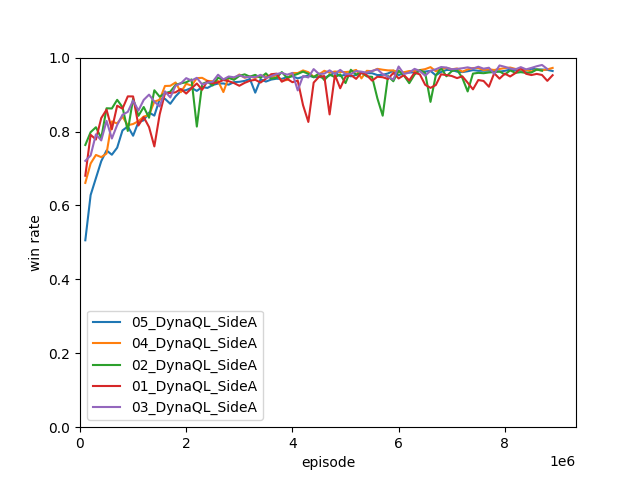 1.0
0.8
0.6
0.4
0.2
0.0
win rate
05_DynaQL_SideA
04_DynaQL_SideA
02_DynaQL_SideA
01_DynaQL_SideA
03_DynaQL_SideA
0 2 4 6 8
episode 1e6